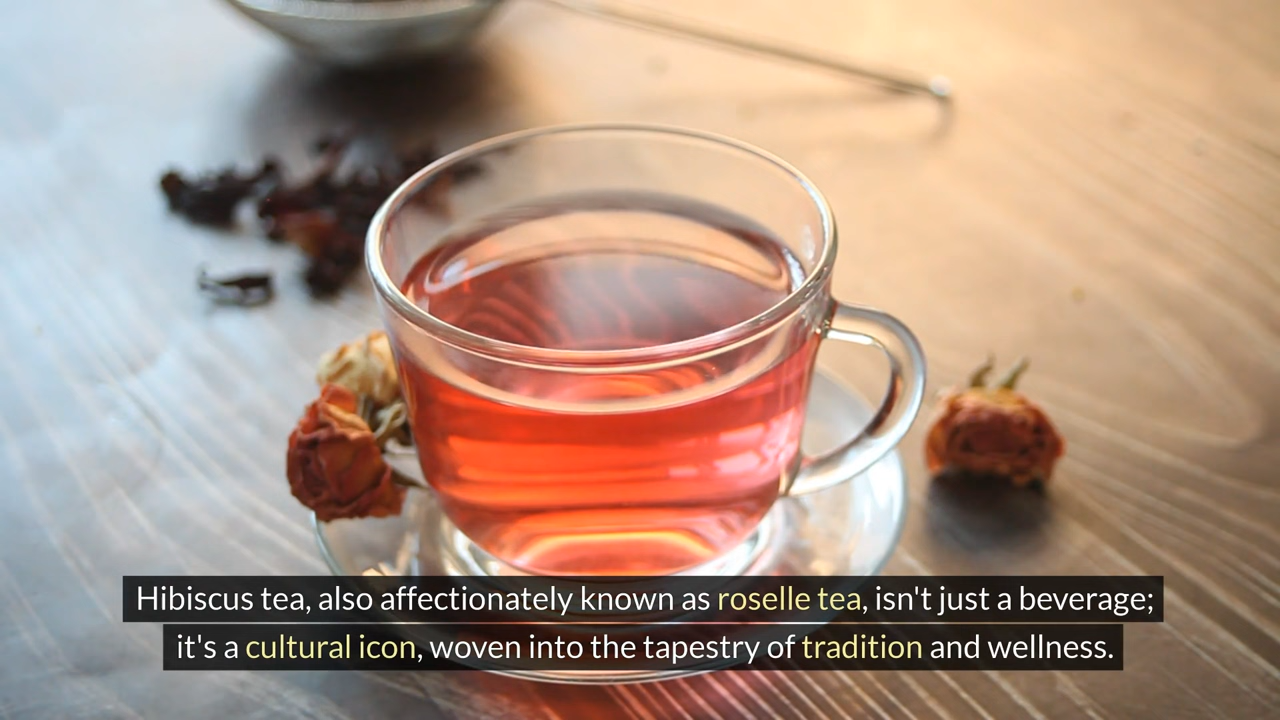 Hibiscus tea, also affectionately known as roselle tea, isn't just a beverage;
it's a cultural icon, woven into the tapestry of tradition and wellness.